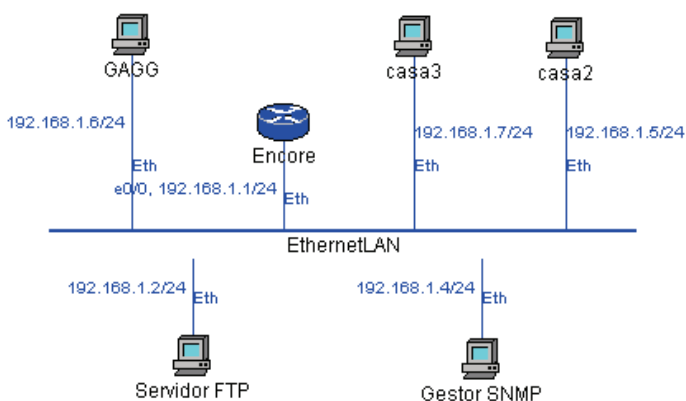 GAGG
casa3
casa2
192.168.1.6/24
Encore
192.168.1.7/24
192.168.1.5/24
Eth
Eth
Eth
e0/0, 192.168.1.1/24
Eth
EthernetLAN
192.168.1.2/24
Eth
192.168.1.4/24
Eth
Servidor FTP
Gestor SNMP